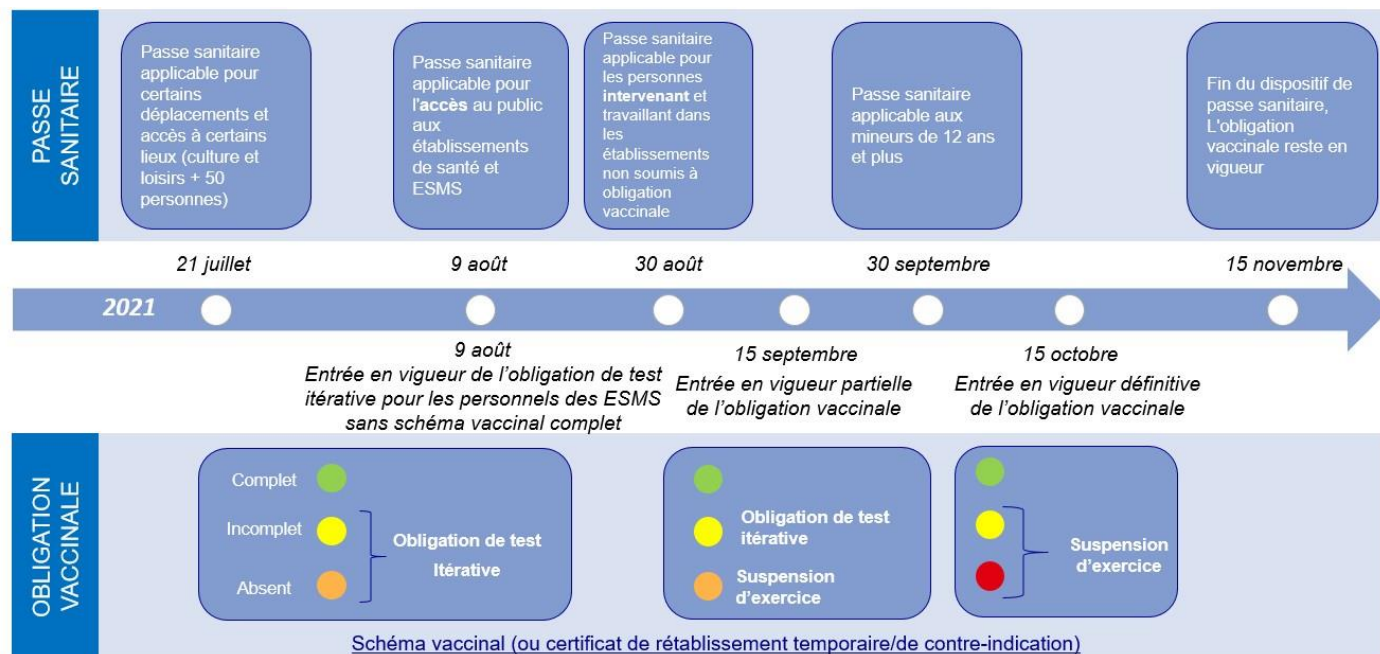 PASSE
SANITAIRE
Passe sanitaire
applicable pour
certains
déplacements et
accès à certains
lieux (culture et
loisirs + 50
personnes)
Passe sanitaire
applicable pour
l'accès au public
aux
établissements
de santé et
ESMS
Passe sanitaire
applicable pour
les personnes
intervenant et
travaillant dans
les
établissements
non soumis à
obligation
vaccinale
Passe sanitaire
applicable aux
mineurs de 12 ans
et plus
Fin du dispositif de
passe sanitaire,
L'obligation
vaccinale reste en
vigueur
21 juillet
9 août
30 août
30 septembre
15 novembre
2021
9 août
Entrée en vigueur de l'obligation de test
itérative pour les personnels des ESMS
sans schéma vaccinal complet
15 septembre
Entrée en vigueur partielle
de l'obligation vaccinale
15 octobre
Entrée en vigueur définitive
de l'obligation vaccinale
OBLIGATION
VACCINALE
Complet
Incomplet
Absent
Obligation de test
Itérative
Obligation de test
itérative
Suspension
d'exercice
Suspension
d'exercice
Schéma vaccinal (ou certificat de rétablissement temporaire/de contre-indication)